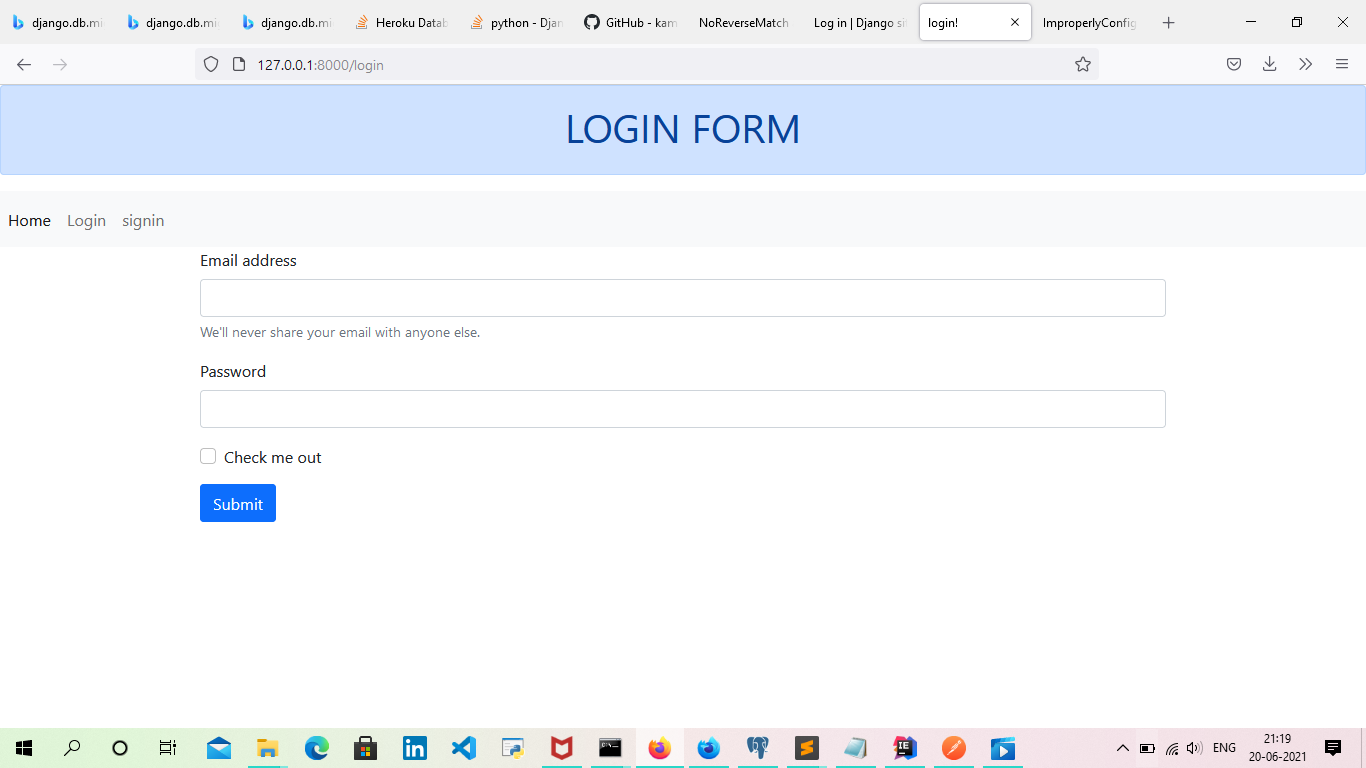 django.db.mi
django.db.mi
django.db.mi
Heroku Datab
python - Djan
GitHub - kam
NoReverseMatch
Log in | Django si
login!
ImproperlyConfig
127.0.0.1:8000/login
LOGIN FORM
Home Login signin
Email address
We'll never share your email with anyone else.
Password
Check me out
Submit
ENG
21:19
20-06-2021